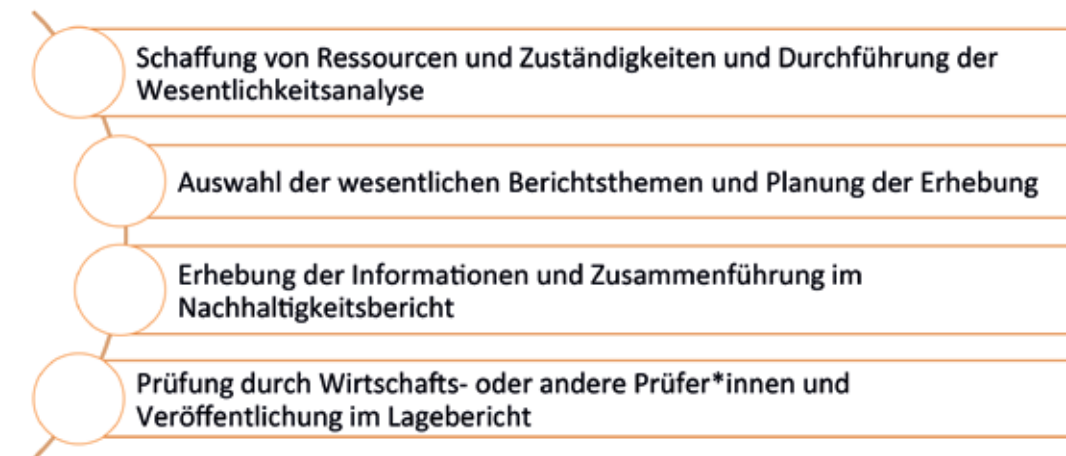 Schaffung von Ressourcen und Zuständigkeiten und Durchführung der
Wesentlichkeitsanalyse
Auswahl der wesentlichen Berichtsthemen und Planung der Erhebung
Erhebung der Informationen und Zusammenführung im
Nachhaltigkeitsbericht
Prüfung durch Wirtschafts- oder andere Prüfer*innen und
Veröffentlichung im Lagebericht